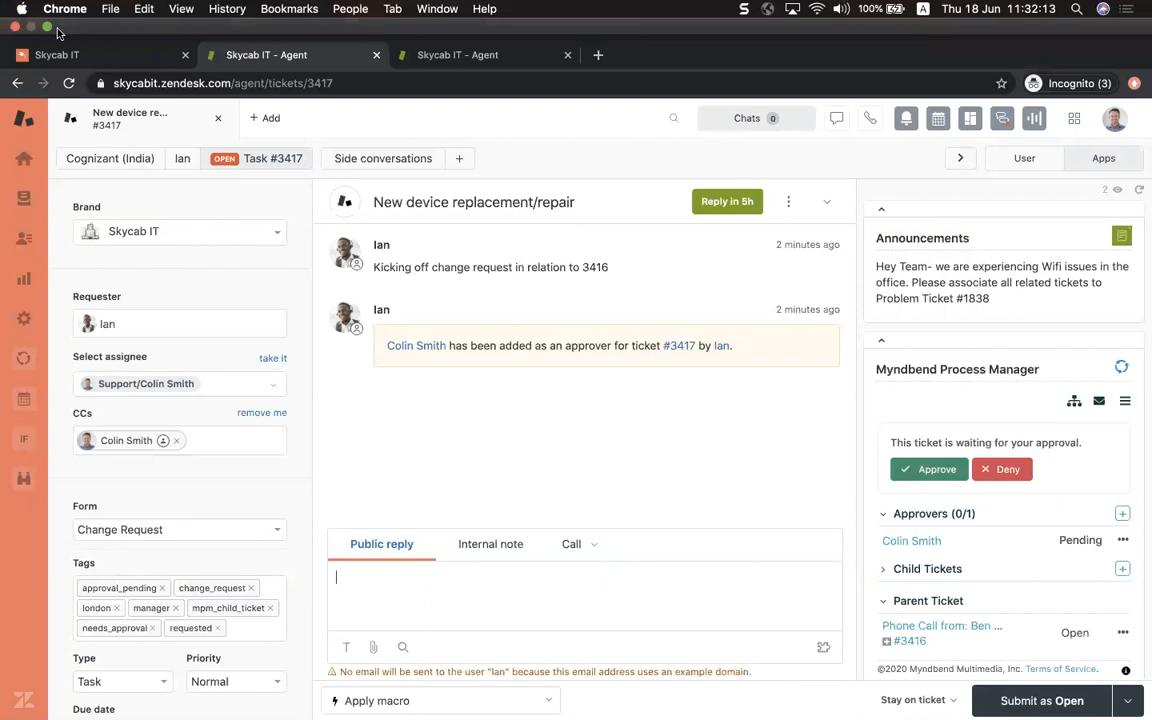 Chrome File Edit View History Bookmarks People Tab Window Help
S 100% A Thu 18 Jun 11:32:13
Skycab IT
Skycab IT - Agent
Skycab IT - Agent
skycabit.zendesk.com/agent/tickets/3417
Incognito (3)
New device re...
#3417
+ Add
Chats 0
Cognizant (India) Ian OPEN Task #3417 Side conversations +
User Apps
Brand
Skycab IT
Requester
Ian
Select assignee take it
Support/Colin Smith
CCs remove me
Colin Smith ×
Form
Change Request
Tags
approval_pending × change_request ×
london × manager × mpm_child_ticket ×
needs_approval × requested ×
Type Priority
Task Normal
Due date
New device replacement/repair
Reply in 5h
Ian 2 minutes ago
Kicking off change request in relation to 3416
Ian 2 minutes ago
Colin Smith has been added as an approver for ticket #3417 by Ian.
Public reply Internal note Call
T
No email will be sent to the user "Ian" because this email address uses an example domain.
Apply macro
2
Announcements
Hey Team- we are experiencing Wifi issues in the
office. Please associate all related tickets to
Problem Ticket #1838
Myndbend Process Manager
This ticket is waiting for your approval.
Approve Deny
Approvers (0/1)
Colin Smith Pending
Child Tickets
Parent Ticket
Phone Call from: Ben ...
#3416 Open
©2020 Myndbend Multimedia, Inc. Terms of Service.
Stay on ticket
Submit as Open
IF